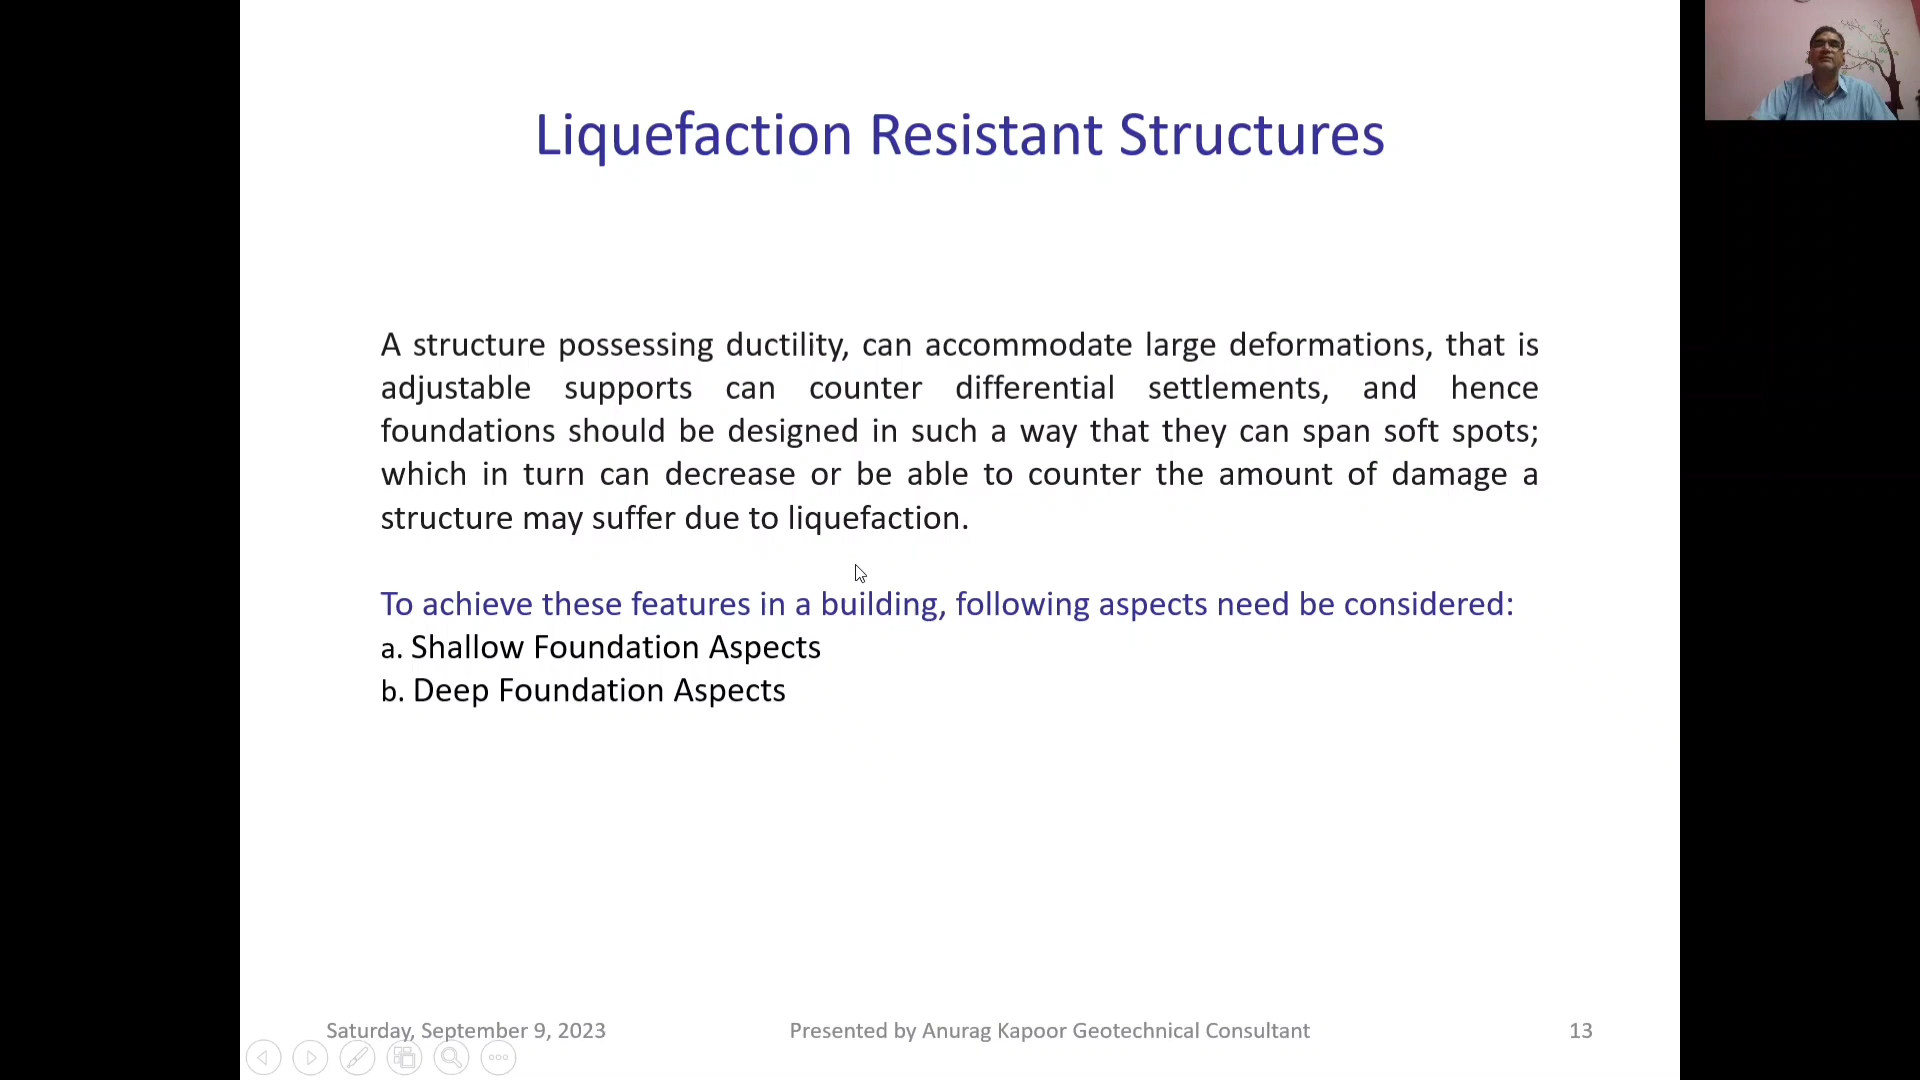 Liquefaction Resistant Structures
A structure possessing ductility, can accommodate large deformations, that is
adjustable supports can counter differential settlements, and hence
foundations should be designed in such a way that they can span soft spots;
which in turn can decrease or be able to counter the amount of damage a
structure may suffer due to liquefaction.
To achieve these features in a building, following aspects need be considered:
a. Shallow Foundation Aspects
b. Deep Foundation Aspects
Saturday, September 9, 2023
Presented by Anurag Kapoor Geotechnical Consultant
13